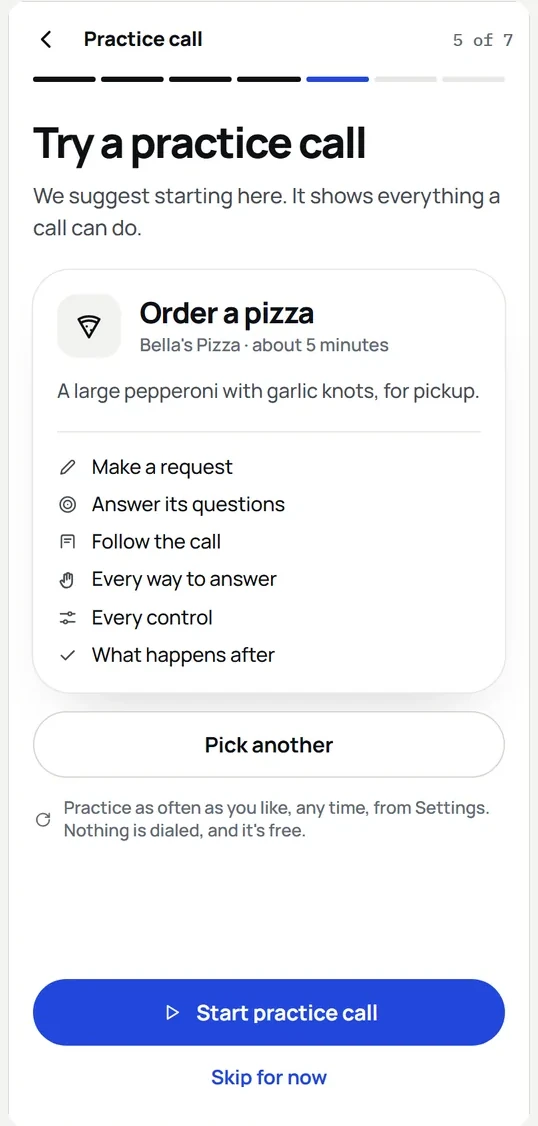 Practice call
5 of 7
Try a practice call
We suggest starting here. It shows everything a
call can do.
Order a pizza
Bella's Pizza · about 5 minutes
A large pepperoni with garlic knots, for pickup.
Make a request
Answer its questions
Follow the call
Every way to answer
Every control
What happens after
Pick another
Practice as often as you like, any time, from Settings.
Nothing is dialed, and it's free.
Start practice call
Skip for now